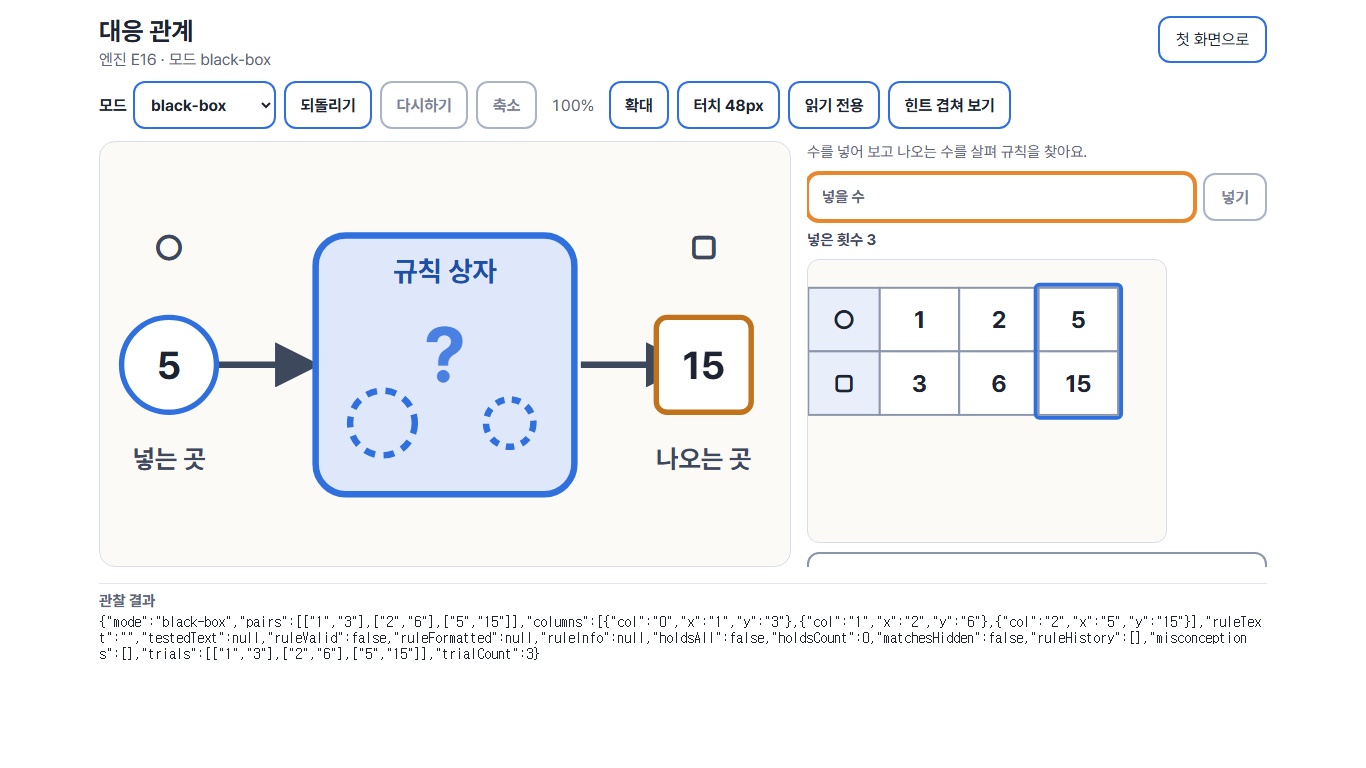 대응 관계
엔진 E16 · 모드 black-box
첫 화면으로
모드 black-box 되돌리기 다시하기 축소 100% 확대 터치 48px 읽기 전용 힌트 겹쳐 보기
수를 넣어 보고 나오는 수를 살펴 규칙을 찾아요.
넣을 수 넣기
넣은 횟수 3
규칙 상자
5 ? 15
넣는 곳 나오는 곳
○ 1 2 5
□ 3 6 15
관찰 결과
{"mode":"black-box","pairs":[["1","3"],["2","6"],["5","15"]],"columns":[{"col":"0","x":"1","y":"3"},{"col":"1","x":"2","y":"6"},{"col":"2","x":"5","y":"15"}],"ruleTex
t":"","testedText":null,"ruleValid":false,"ruleFormatted":null,"ruleInfo":null,"holdsAll":false,"holdsCount":0,"matchesHidden":false,"ruleHistory":[],"misconception
s":[],"trials":[["1","3"],["2","6"],["5","15"]],"trialCount":3}